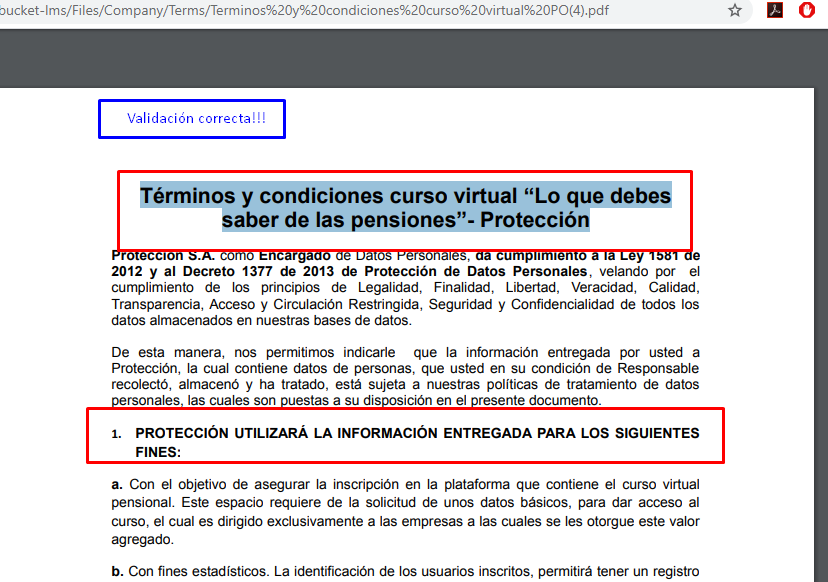 bucket-lms/Files/Company/Terms/Terminos%20y%20condiciones%20curso%20virtual%20PO(4).pdf
Validación correcta!!!
Términos y condiciones curso virtual “Lo que debes
saber de las pensiones”- Protección
Protección S.A. como Encargado de Datos Personales, da cumplimiento a la Ley 1581 de
2012 y al Decreto 1377 de 2013 de Protección de Datos Personales, velando por el
cumplimiento de los principios de Legalidad, Finalidad, Libertad, Veracidad, Calidad,
Transparencia, Acceso y Circulación Restringida, Seguridad y Confidencialidad de todos los
datos almacenados en nuestras bases de datos.
De esta manera, nos permitimos indicarle que la información entregada por usted a
Protección, la cual contiene datos de personas, que usted en su condición de Responsable
recolectó, almacenó y ha tratado, está sujeta a nuestras políticas de tratamiento de datos
personales, las cuales son puestas a su disposición en el presente documento.
1. PROTECCIÓN UTILIZARÁ LA INFORMACIÓN ENTREGADA PARA LOS SIGUIENTES
FINES:
a. Con el objetivo de asegurar la inscripción en la plataforma que contiene el curso virtual
pensional. Este espacio requiere de la solicitud de unos datos básicos, para dar acceso al
curso, el cual es dirigido exclusivamente a las empresas a las cuales se les otorgue este valor
agregado.
b. Con fines estadísticos. La identificación de los usuarios inscritos, permitirá tener un registro